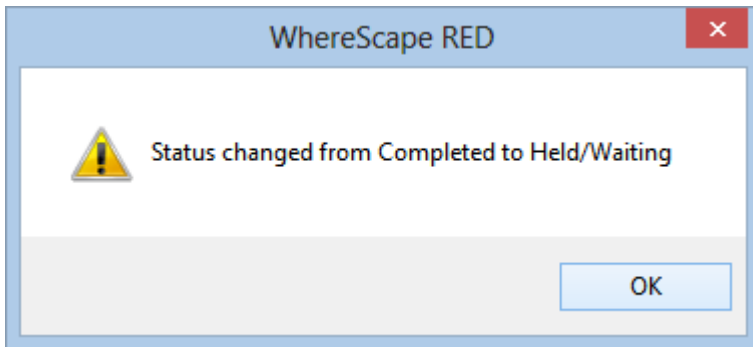 WhereScape RED
Status changed from Completed to Held/Waiting
OK